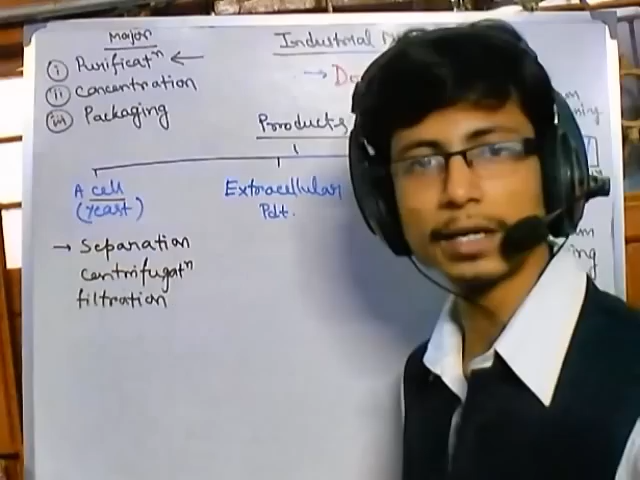 Major
(i) Purificatⁿ ←
(ii) Concentration
(iii) Packaging
Industrial
→
Products
A cell
(Yeast)
Extracellular
Pdt.
→ Separation
Centrifugatⁿ
filtration